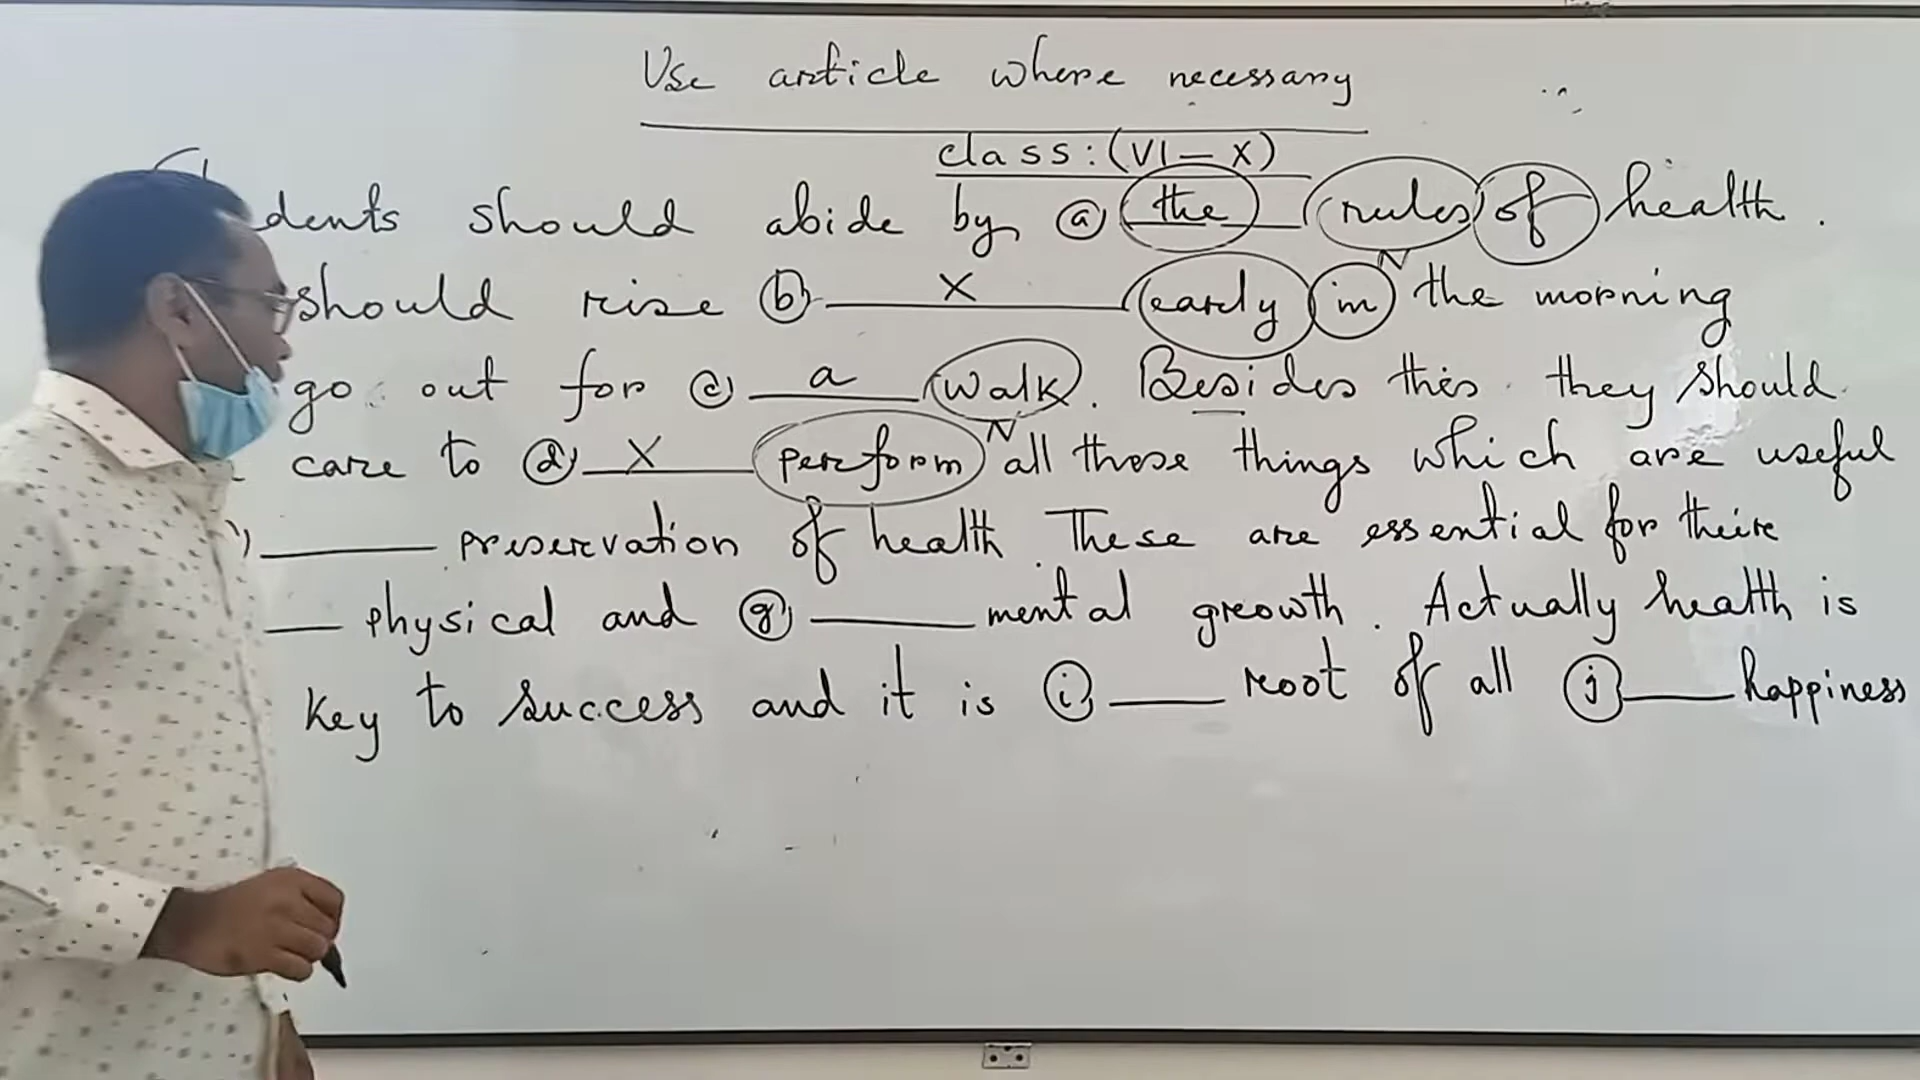 Use article where necessary
class: (VI - X)
dents should abide by (a) the rules of health.
should rise (b) X early in the morning
N
go out for (c) a walk. Besides this they should
N
care to (d) X perform all those things which are useful
preservation of health. These are essential for their
physical and (g) ____ mental growth. Actually health is
key to success and it is (i) ____ root of all (j) ____ happiness